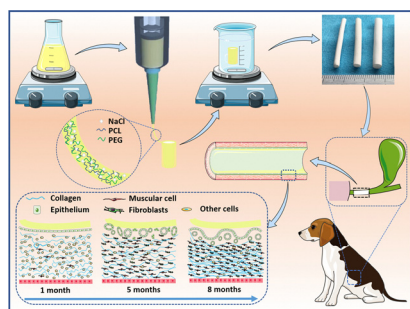 NaCl
PCL
PEG
Collagen
Muscular cell
Epithelium
Fibroblasts
Other cells
1 month
5 months
8 months